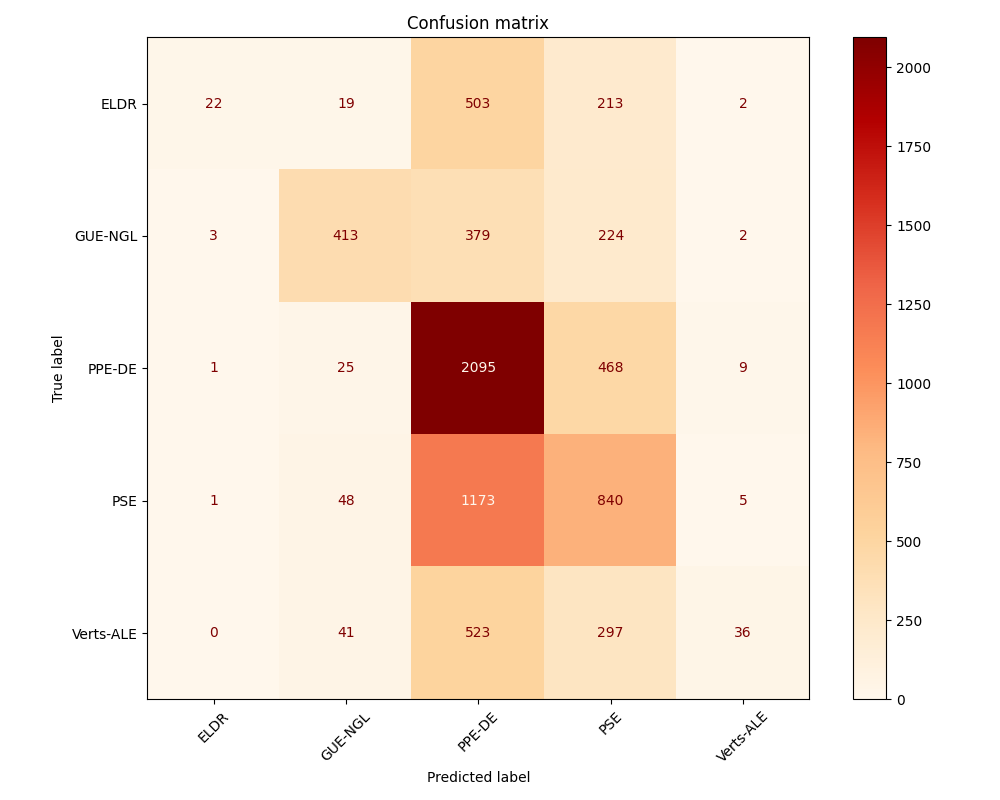 Confusion matrix
ELDR 22 19 503 213 2
GUE-NGL 3 413 379 224 2
PPE-DE 1 25 2095 468 9
PSE 1 48 1173 840 5
Verts-ALE 0 41 523 297 36
ELDR GUE-NGL PPE-DE PSE Verts-ALE
Predicted label
True label
2000
1750
1500
1250
1000
750
500
250
0